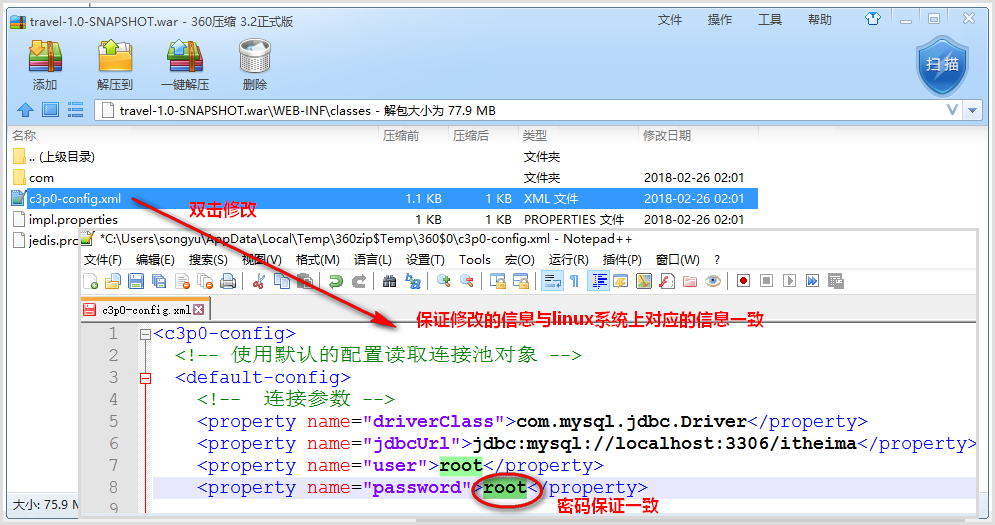 travel-1.0-SNAPSHOT.war - 360压缩 3.2正式版
文件 操作 工具 帮助
添加 解压到 一键解压 删除 扫描
travel-1.0-SNAPSHOT.war\WEB-INF\classes - 解包大小为 77.9 MB
名称 压缩前 压缩后 类型 修改日期
.. (上级目录) 文件夹
com 文件夹 2018-02-26 02:01
c3p0-config.xml 1.1 KB 1 KB XML 文件 2018-02-26 02:01
双击修改
impl.properties 1 KB 1 KB PROPERTIES 文件 2018-02-26 02:01
jedis.pro
*C:\Users\songyu\AppData\Local\Temp\360zip$Temp\360$0\c3p0-config.xml - Notepad++
文件(F) 编辑(E) 搜索(S) 视图(V) 格式(M) 语言(L) 设置(T) Tools 宏(O) 运行(R) 插件(P) 窗口(W) ?
c3p0-config.xml
保证修改的信息与linux系统上对应的信息一致
1 <c3p0-config>
2 <!-- 使用默认的配置读取连接池对象 -->
3 <default-config>
4 <!-- 连接参数 -->
5 <property name="driverClass">com.mysql.jdbc.Driver</property>
6 <property name="jdbcUrl">jdbc:mysql://localhost:3306/itheima</property>
7 <property name="user">root</property>
8 <property name="password">root</property>
密码保证一致
9
大小: 75.9 M